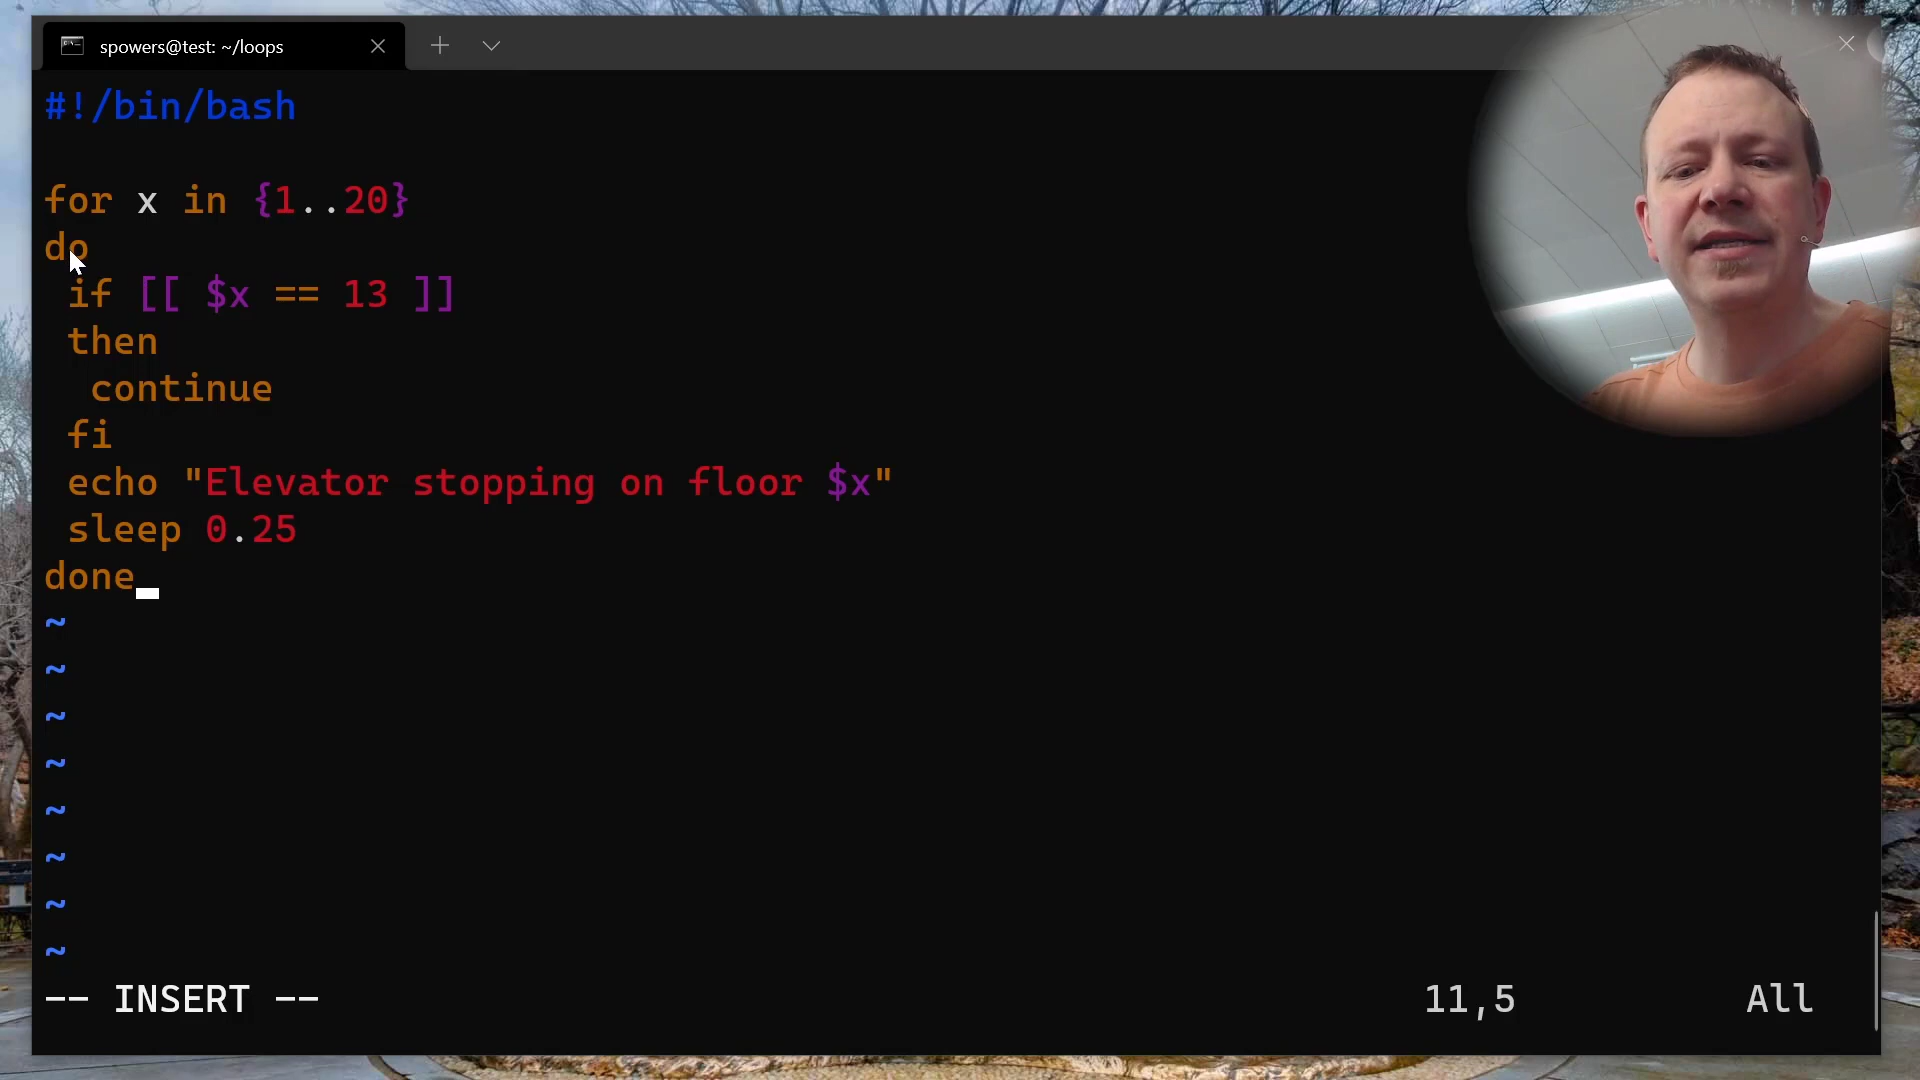 spowers@test: ~/loops
#!/bin/bash
for x in {1..20}
do
if [[ $x == 13 ]]
then
continue
fi
echo "Elevator stopping on floor $x"
sleep 0.25
done
~
~
~
~
~
~
~
~
-- INSERT -- 11,5 All